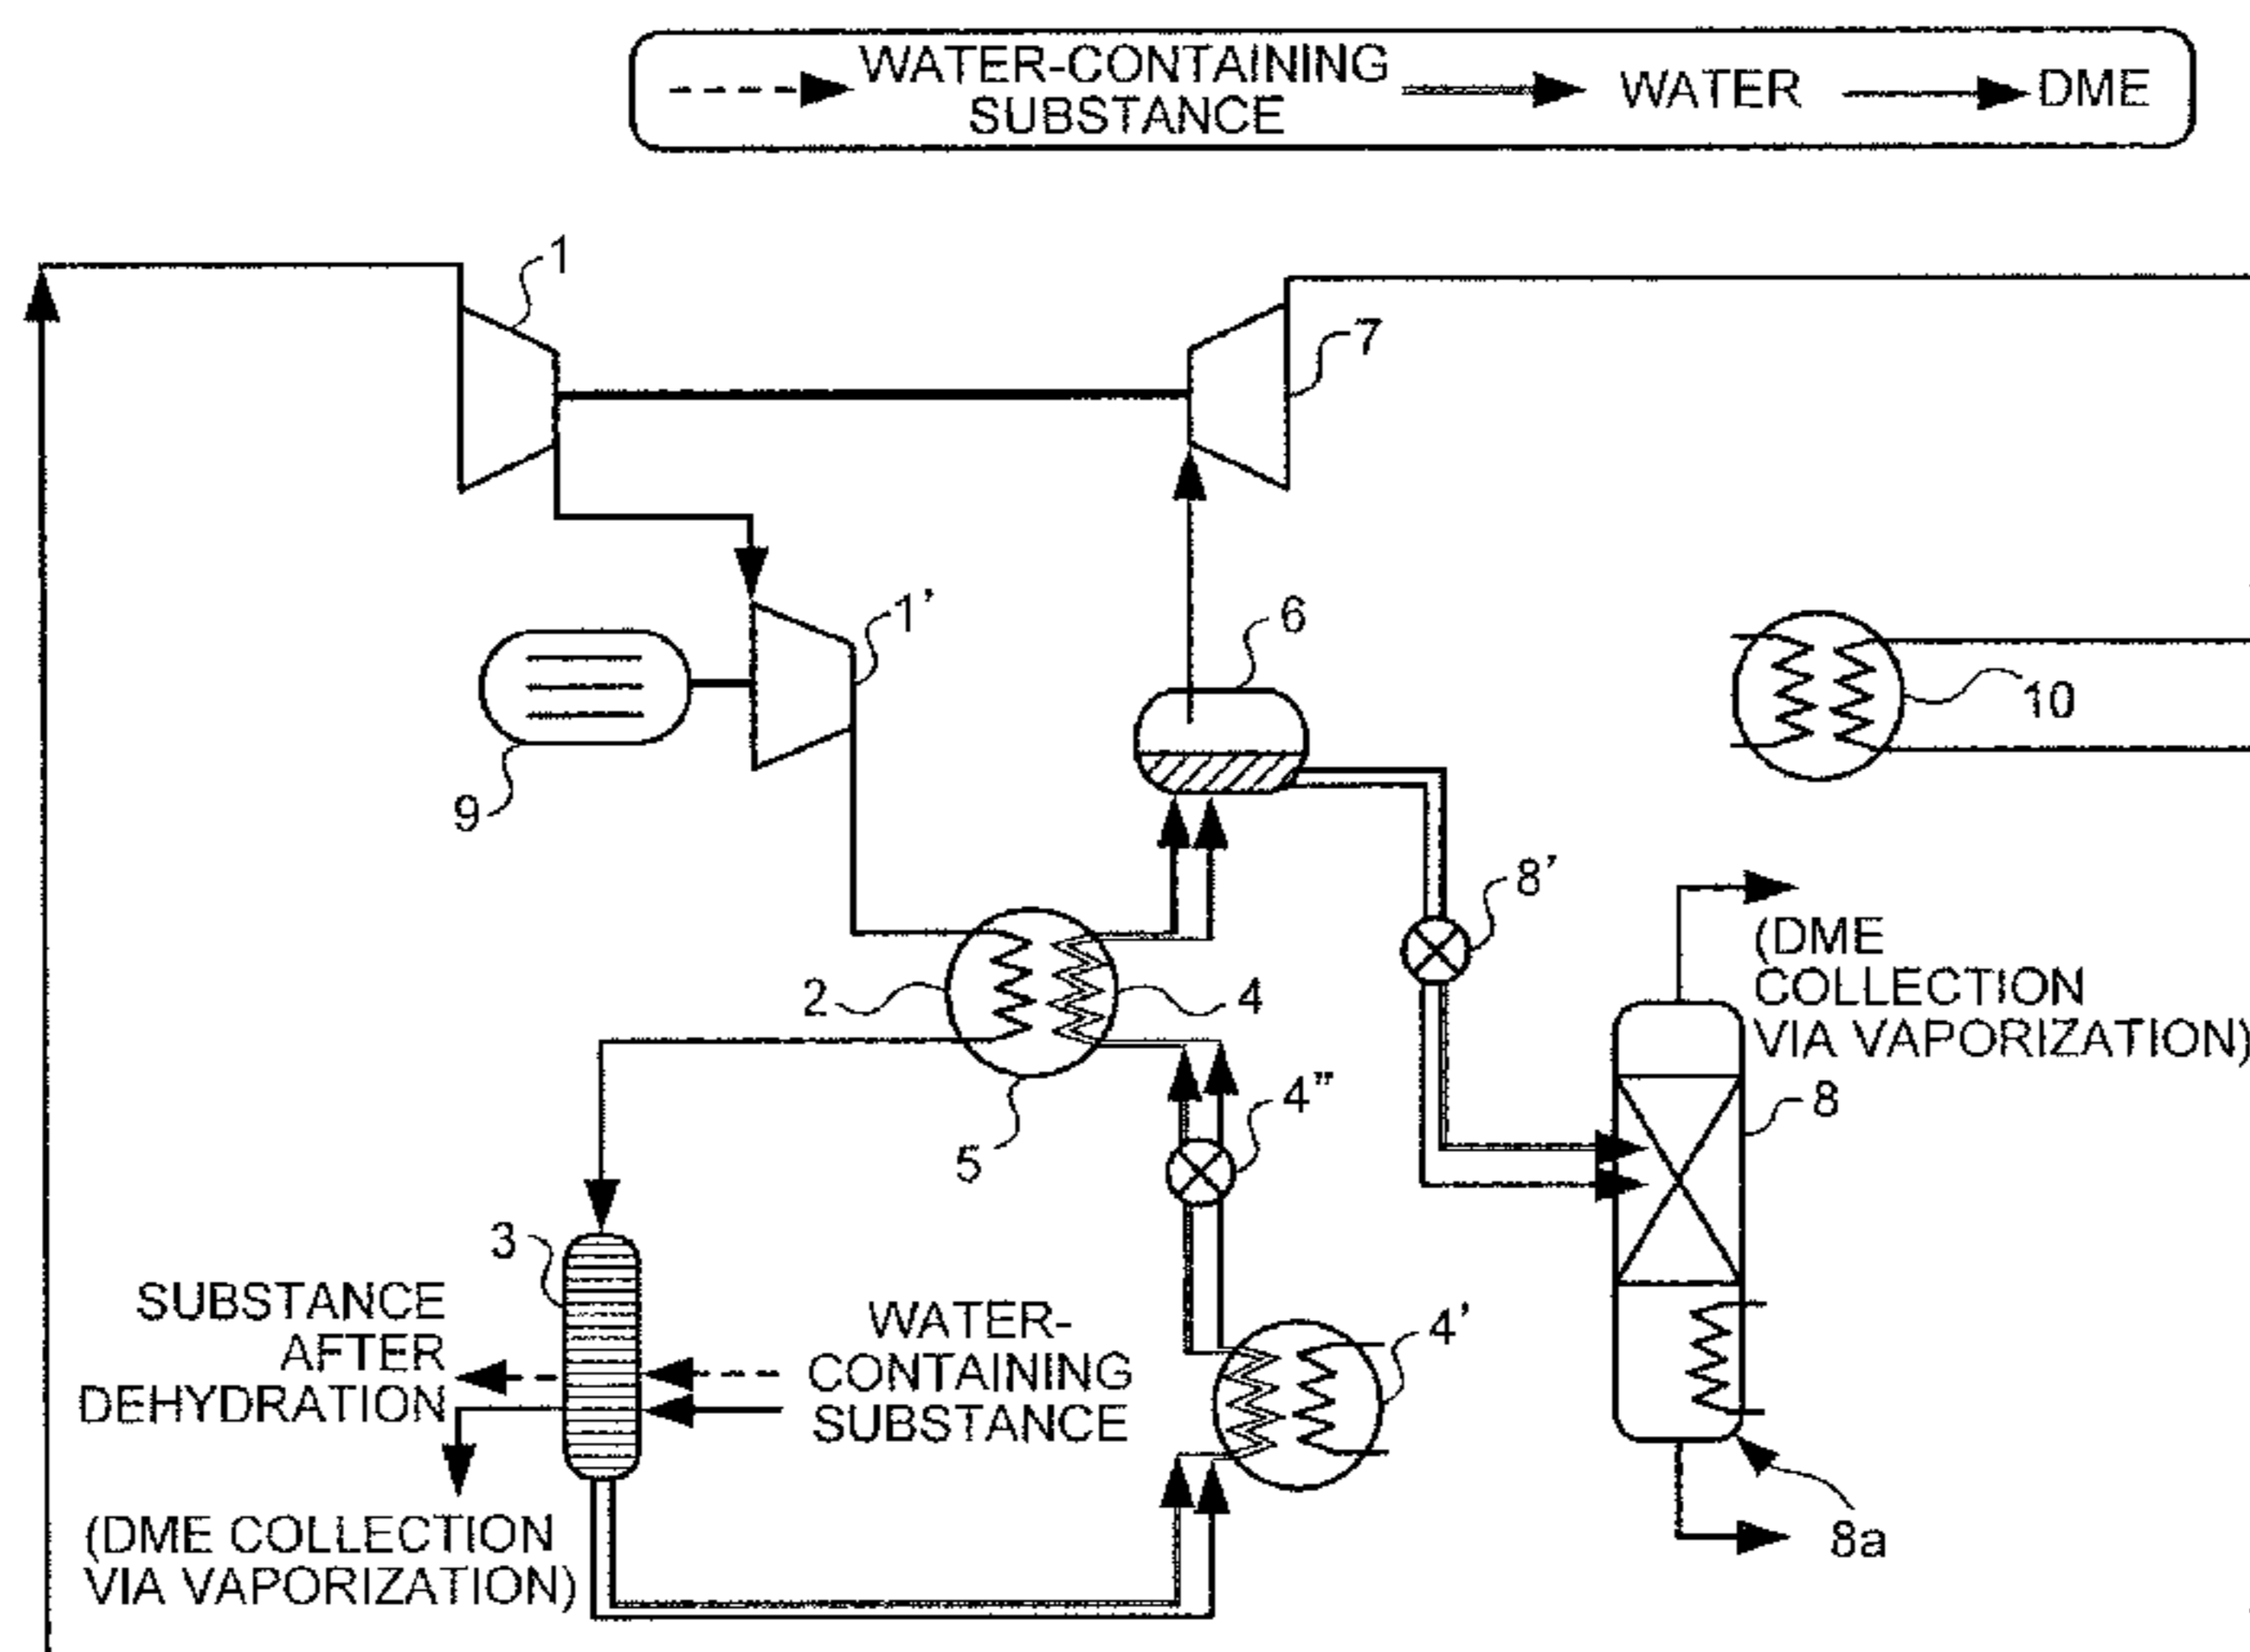 WATER-CONTAINING
SUBSTANCE
WATER
DME
1
7
1'
6
10
9
8'
(DME
COLLECTION
VIA VAPORIZATION)
2
4
4"
8
5
3
SUBSTANCE
AFTER
DEHYDRATION
WATER-
CONTAINING
SUBSTANCE
4'
(DME COLLECTION
VIA VAPORIZATION)
8a